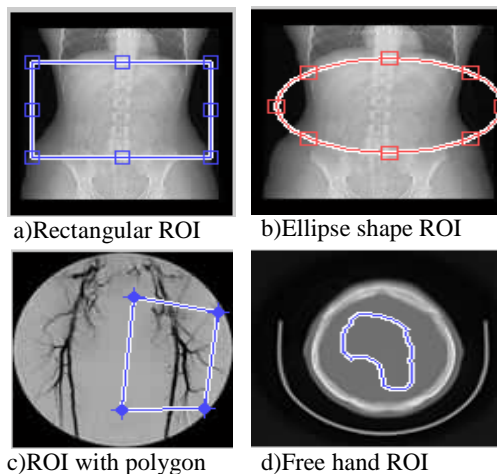 a)Rectangular ROI
b)Ellipse shape ROI
c)ROI with polygon
d)Free hand ROI